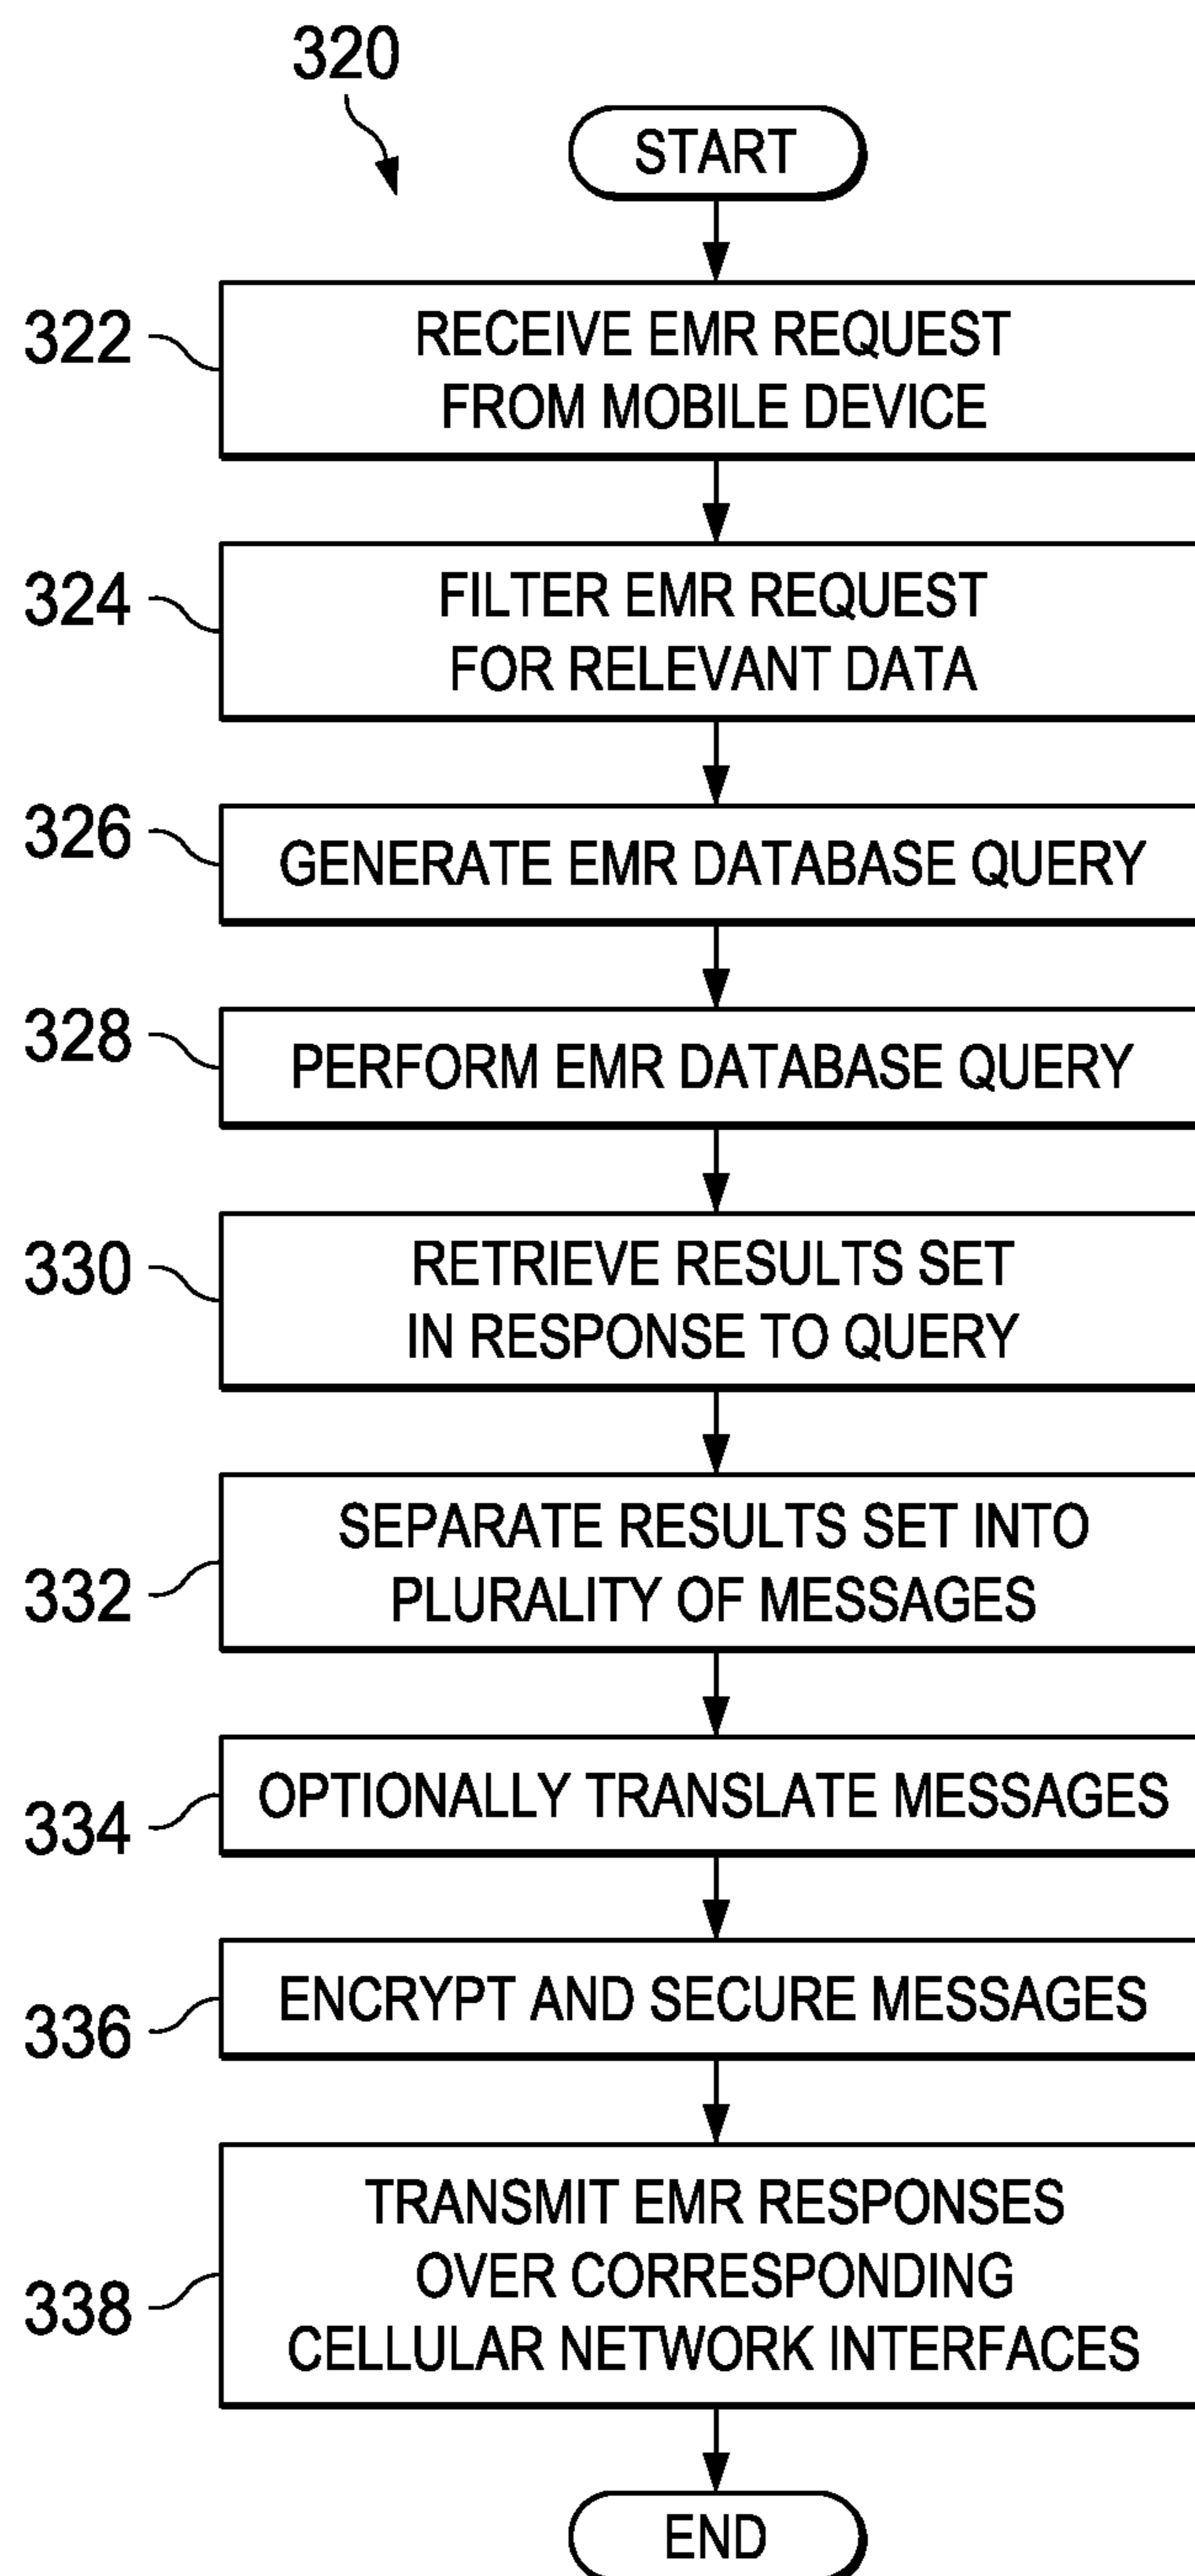 320
START
322
RECEIVE EMR REQUEST
FROM MOBILE DEVICE
324
FILTER EMR REQUEST
FOR RELEVANT DATA
326
GENERATE EMR DATABASE QUERY
328
PERFORM EMR DATABASE QUERY
330
RETRIEVE RESULTS SET
IN RESPONSE TO QUERY
332
SEPARATE RESULTS SET INTO
PLURALITY OF MESSAGES
334
OPTIONALLY TRANSLATE MESSAGES
336
ENCRYPT AND SECURE MESSAGES
338
TRANSMIT EMR RESPONSES
OVER CORRESPONDING
CELLULAR NETWORK INTERFACES
END